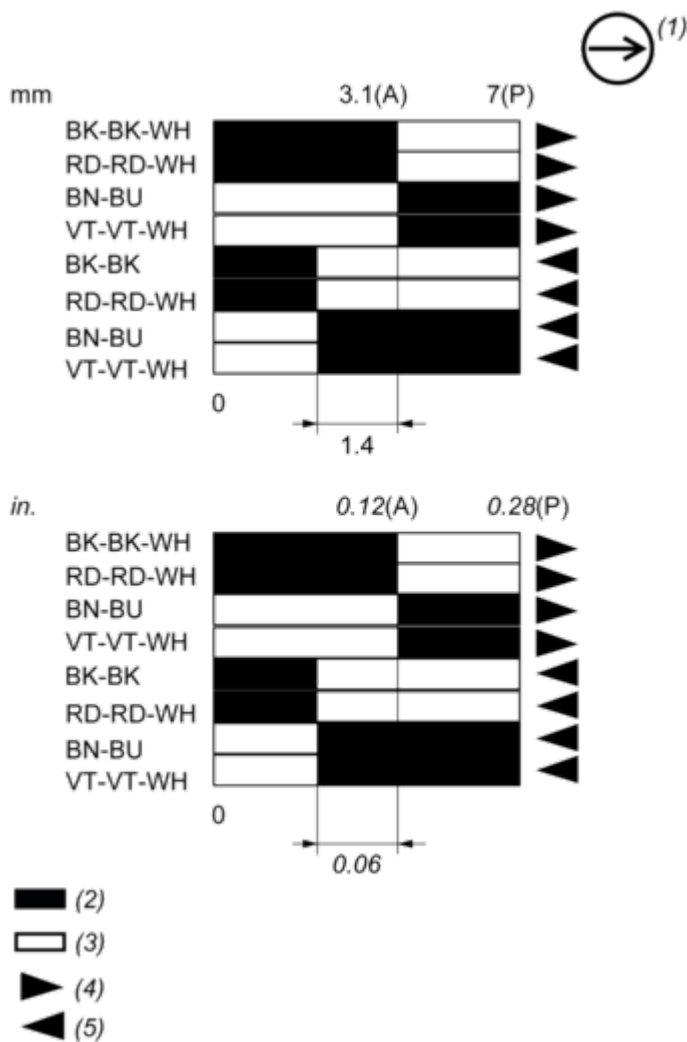 (1)
mm 3.1(A) 7(P)
BK-BK-WH
RD-RD-WH
BN-BU
VT-VT-WH
BK-BK
RD-RD-WH
BN-BU
VT-VT-WH
0
1.4
in. 0.12(A) 0.28(P)
BK-BK-WH
RD-RD-WH
BN-BU
VT-VT-WH
BK-BK
RD-RD-WH
BN-BU
VT-VT-WH
0
0.06
(2)
(3)
(4)
(5)